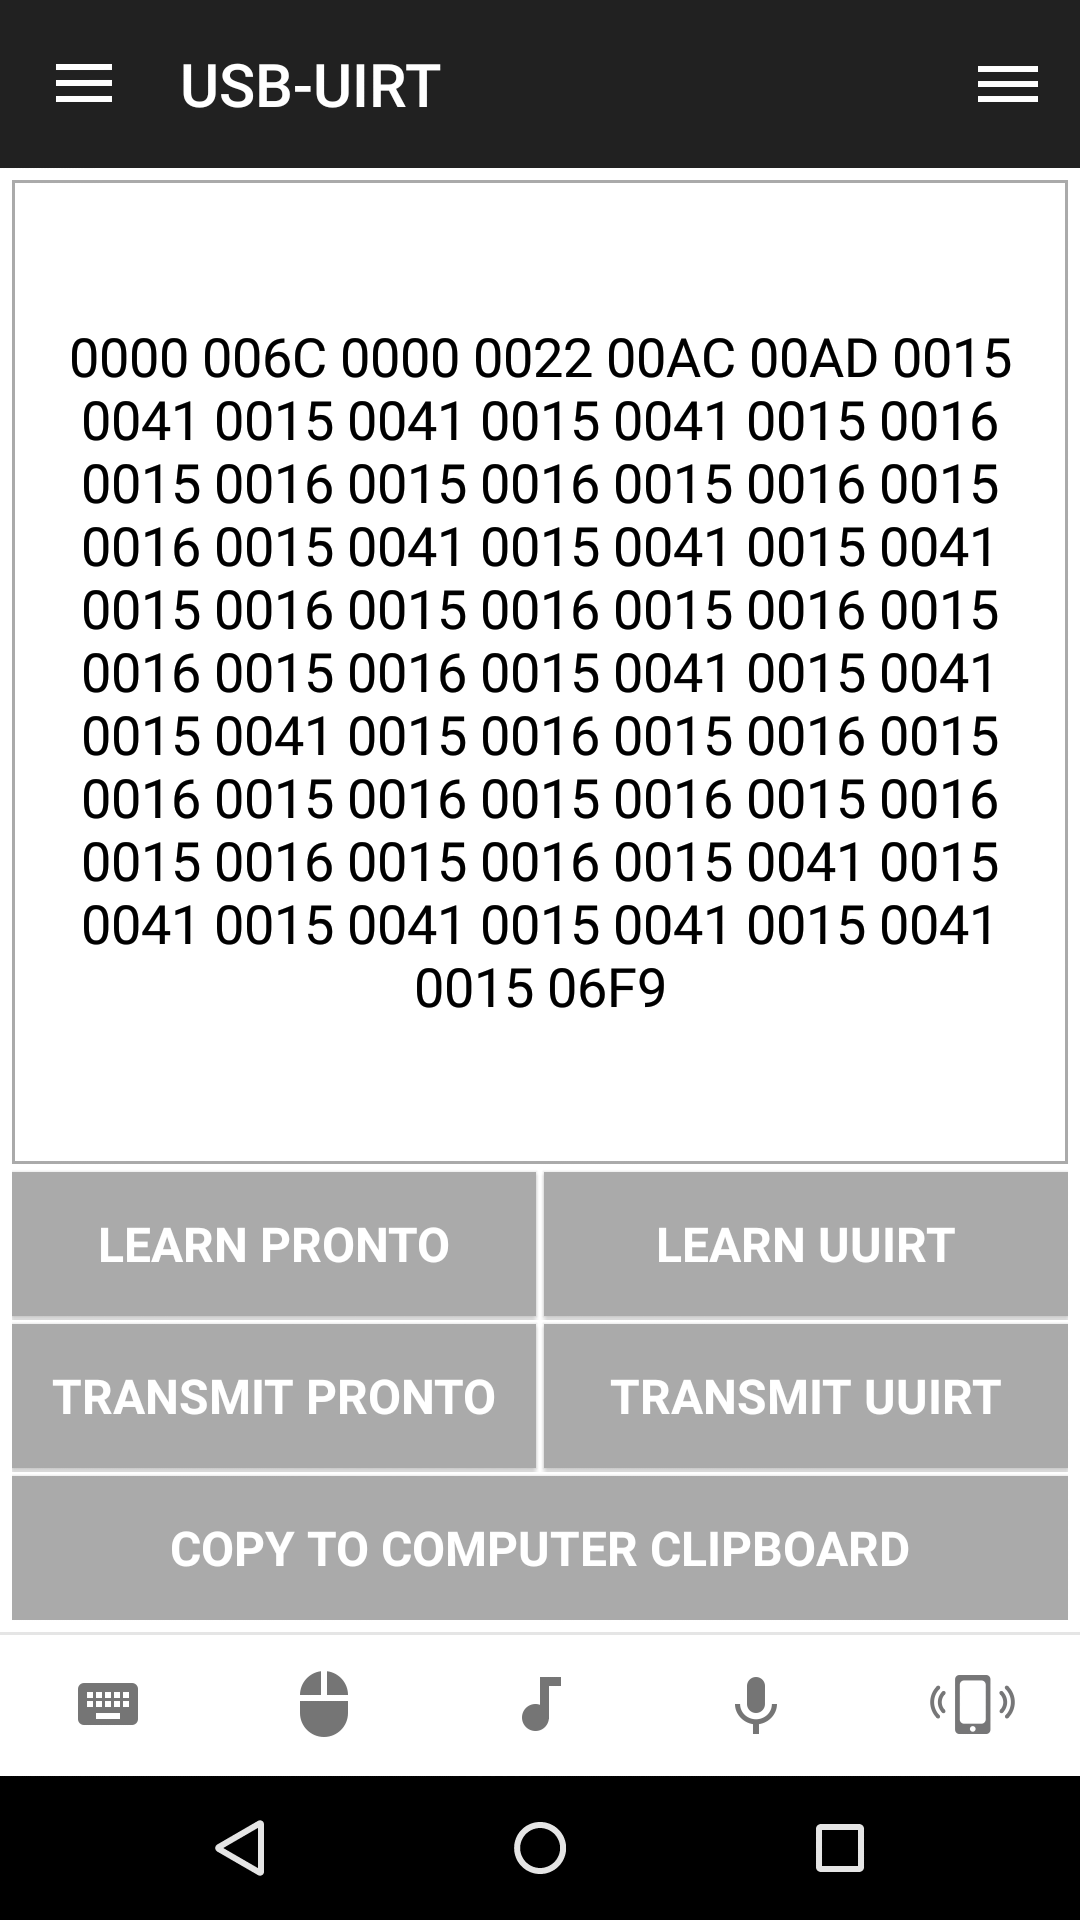 USB-UIRT
0000 006C 0000 0022 00AC 00AD 0015
0041 0015 0041 0015 0041 0015 0016
0015 0016 0015 0016 0015 0016 0015
0016 0015 0041 0015 0041 0015 0041
0015 0016 0015 0016 0015 0016 0015
0016 0015 0016 0015 0041 0015 0041
0015 0041 0015 0016 0015 0016 0015
0016 0015 0016 0015 0016 0015 0016
0015 0016 0015 0016 0015 0041 0015
0041 0015 0041 0015 0041 0015 0041
0015 06F9
LEARN PRONTO
LEARN UUIRT
TRANSMIT PRONTO
TRANSMIT UUIRT
COPY TO COMPUTER CLIPBOARD